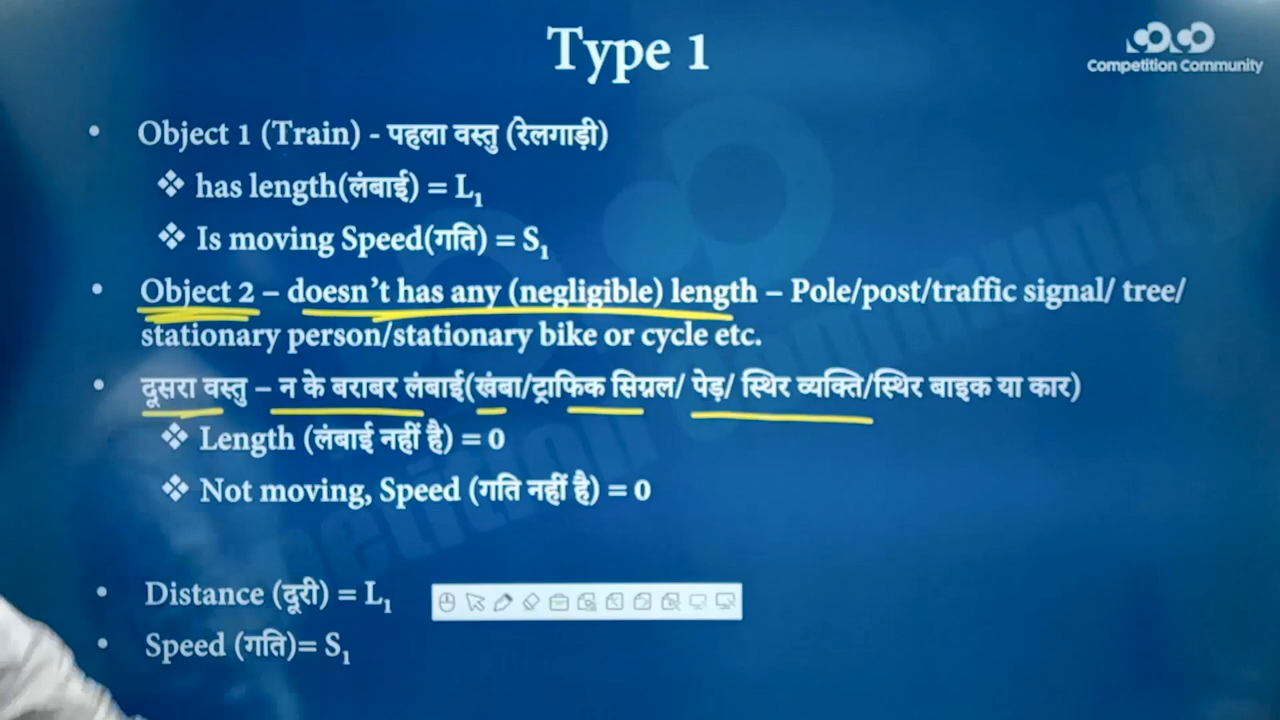 Type 1
Competition Community
• Object 1 (Train) - पहला वस्तु (रेलगाड़ी)
❖ has length(लंबाई) = L₁
❖ Is moving Speed(गति) = S₁
• Object 2 – doesn't has any (negligible) length – Pole/post/traffic signal/ tree/
stationary person/stationary bike or cycle etc.
• दूसरा वस्तु – न के बराबर लंबाई(खंबा/ट्राफिक सिग्नल/ पेड़/ स्थिर व्यक्ति/स्थिर बाइक या कार)
❖ Length (लंबाई नहीं है) = 0
❖ Not moving, Speed (गति नहीं है) = 0
• Distance (दूरी) = L₁
• Speed (गति)= S₁
petition community